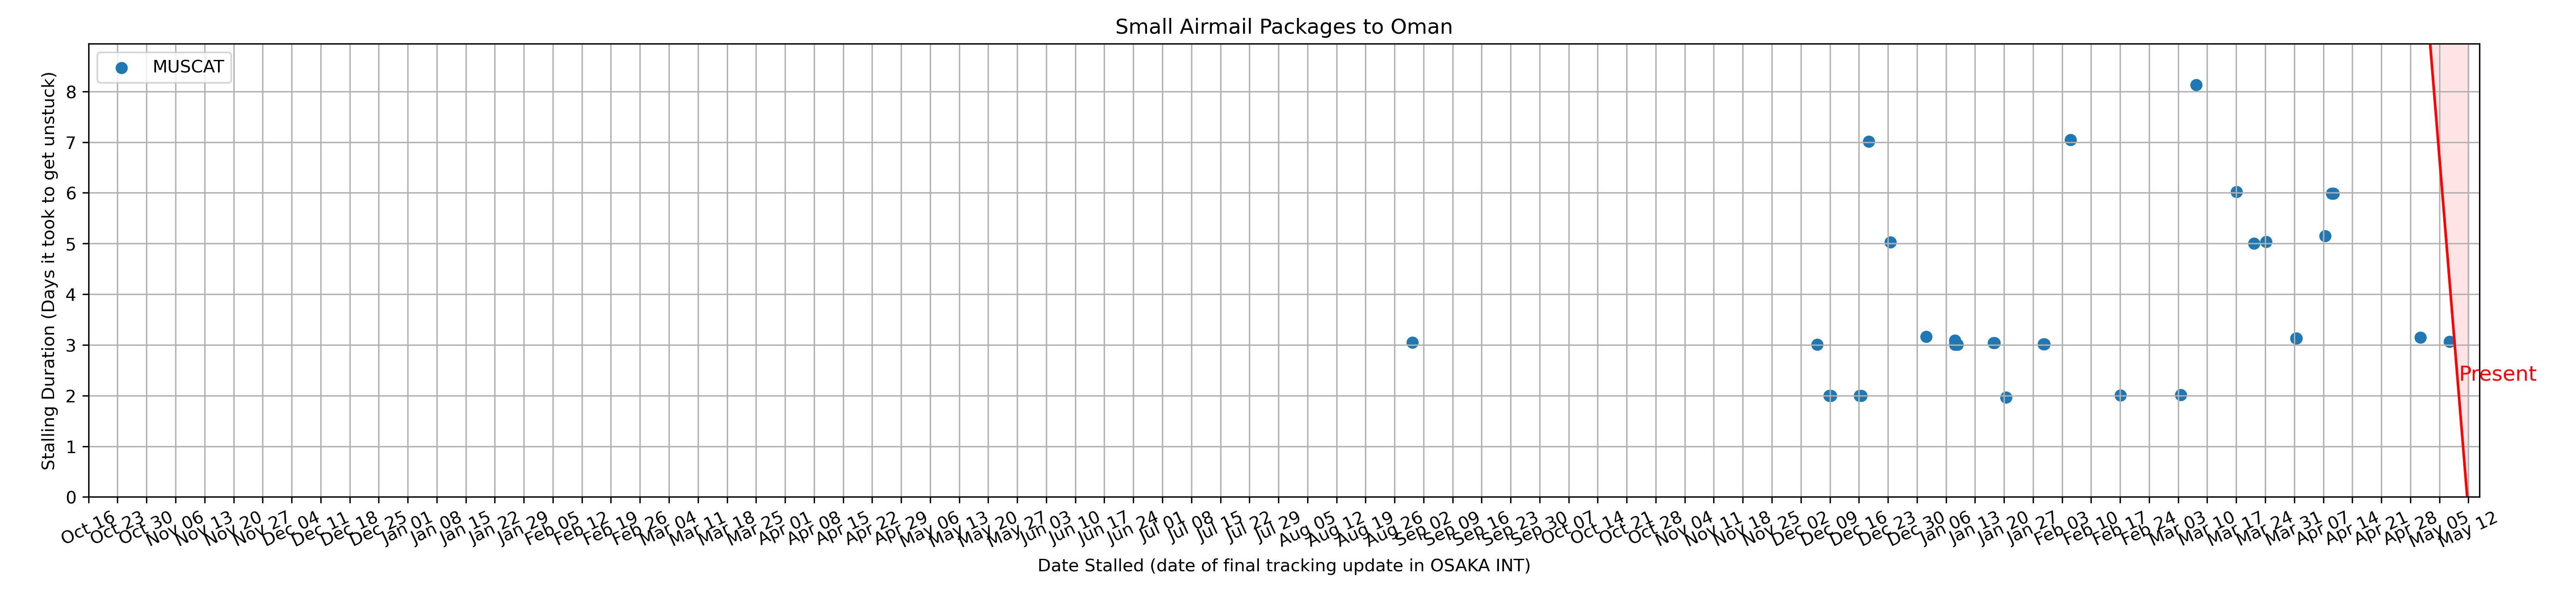 Small Airmail Packages to Oman
MUSCAT
Stalling Duration (Days it took to get unstuck)
8
7
6
5
4
3
2
1
0
Present
Oct 16
Oct 23
Oct 30
Nov 06
Nov 13
Nov 20
Nov 27
Dec 04
Dec 11
Dec 18
Dec 25
Jan 01
Jan 08
Jan 15
Jan 22
Jan 29
Feb 05
Feb 12
Feb 19
Feb 26
Mar 04
Mar 11
Mar 18
Mar 25
Apr 01
Apr 08
Apr 15
Apr 22
Apr 29
May 06
May 13
May 20
May 27
Jun 03
Jun 10
Jun 17
Jun 24
Jul 01
Jul 08
Jul 15
Jul 22
Jul 29
Aug 05
Aug 12
Aug 19
Aug 26
Sep 02
Sep 09
Sep 16
Sep 23
Sep 30
Oct 07
Oct 14
Oct 21
Oct 28
Nov 04
Nov 11
Nov 18
Nov 25
Dec 02
Dec 09
Dec 16
Dec 23
Dec 30
Jan 06
Jan 13
Jan 20
Jan 27
Feb 03
Feb 10
Feb 17
Feb 24
Mar 03
Mar 10
Mar 17
Mar 24
Mar 31
Apr 07
Apr 14
Apr 21
Apr 28
May 05
May 12
Date Stalled (date of final tracking update in OSAKA INT)